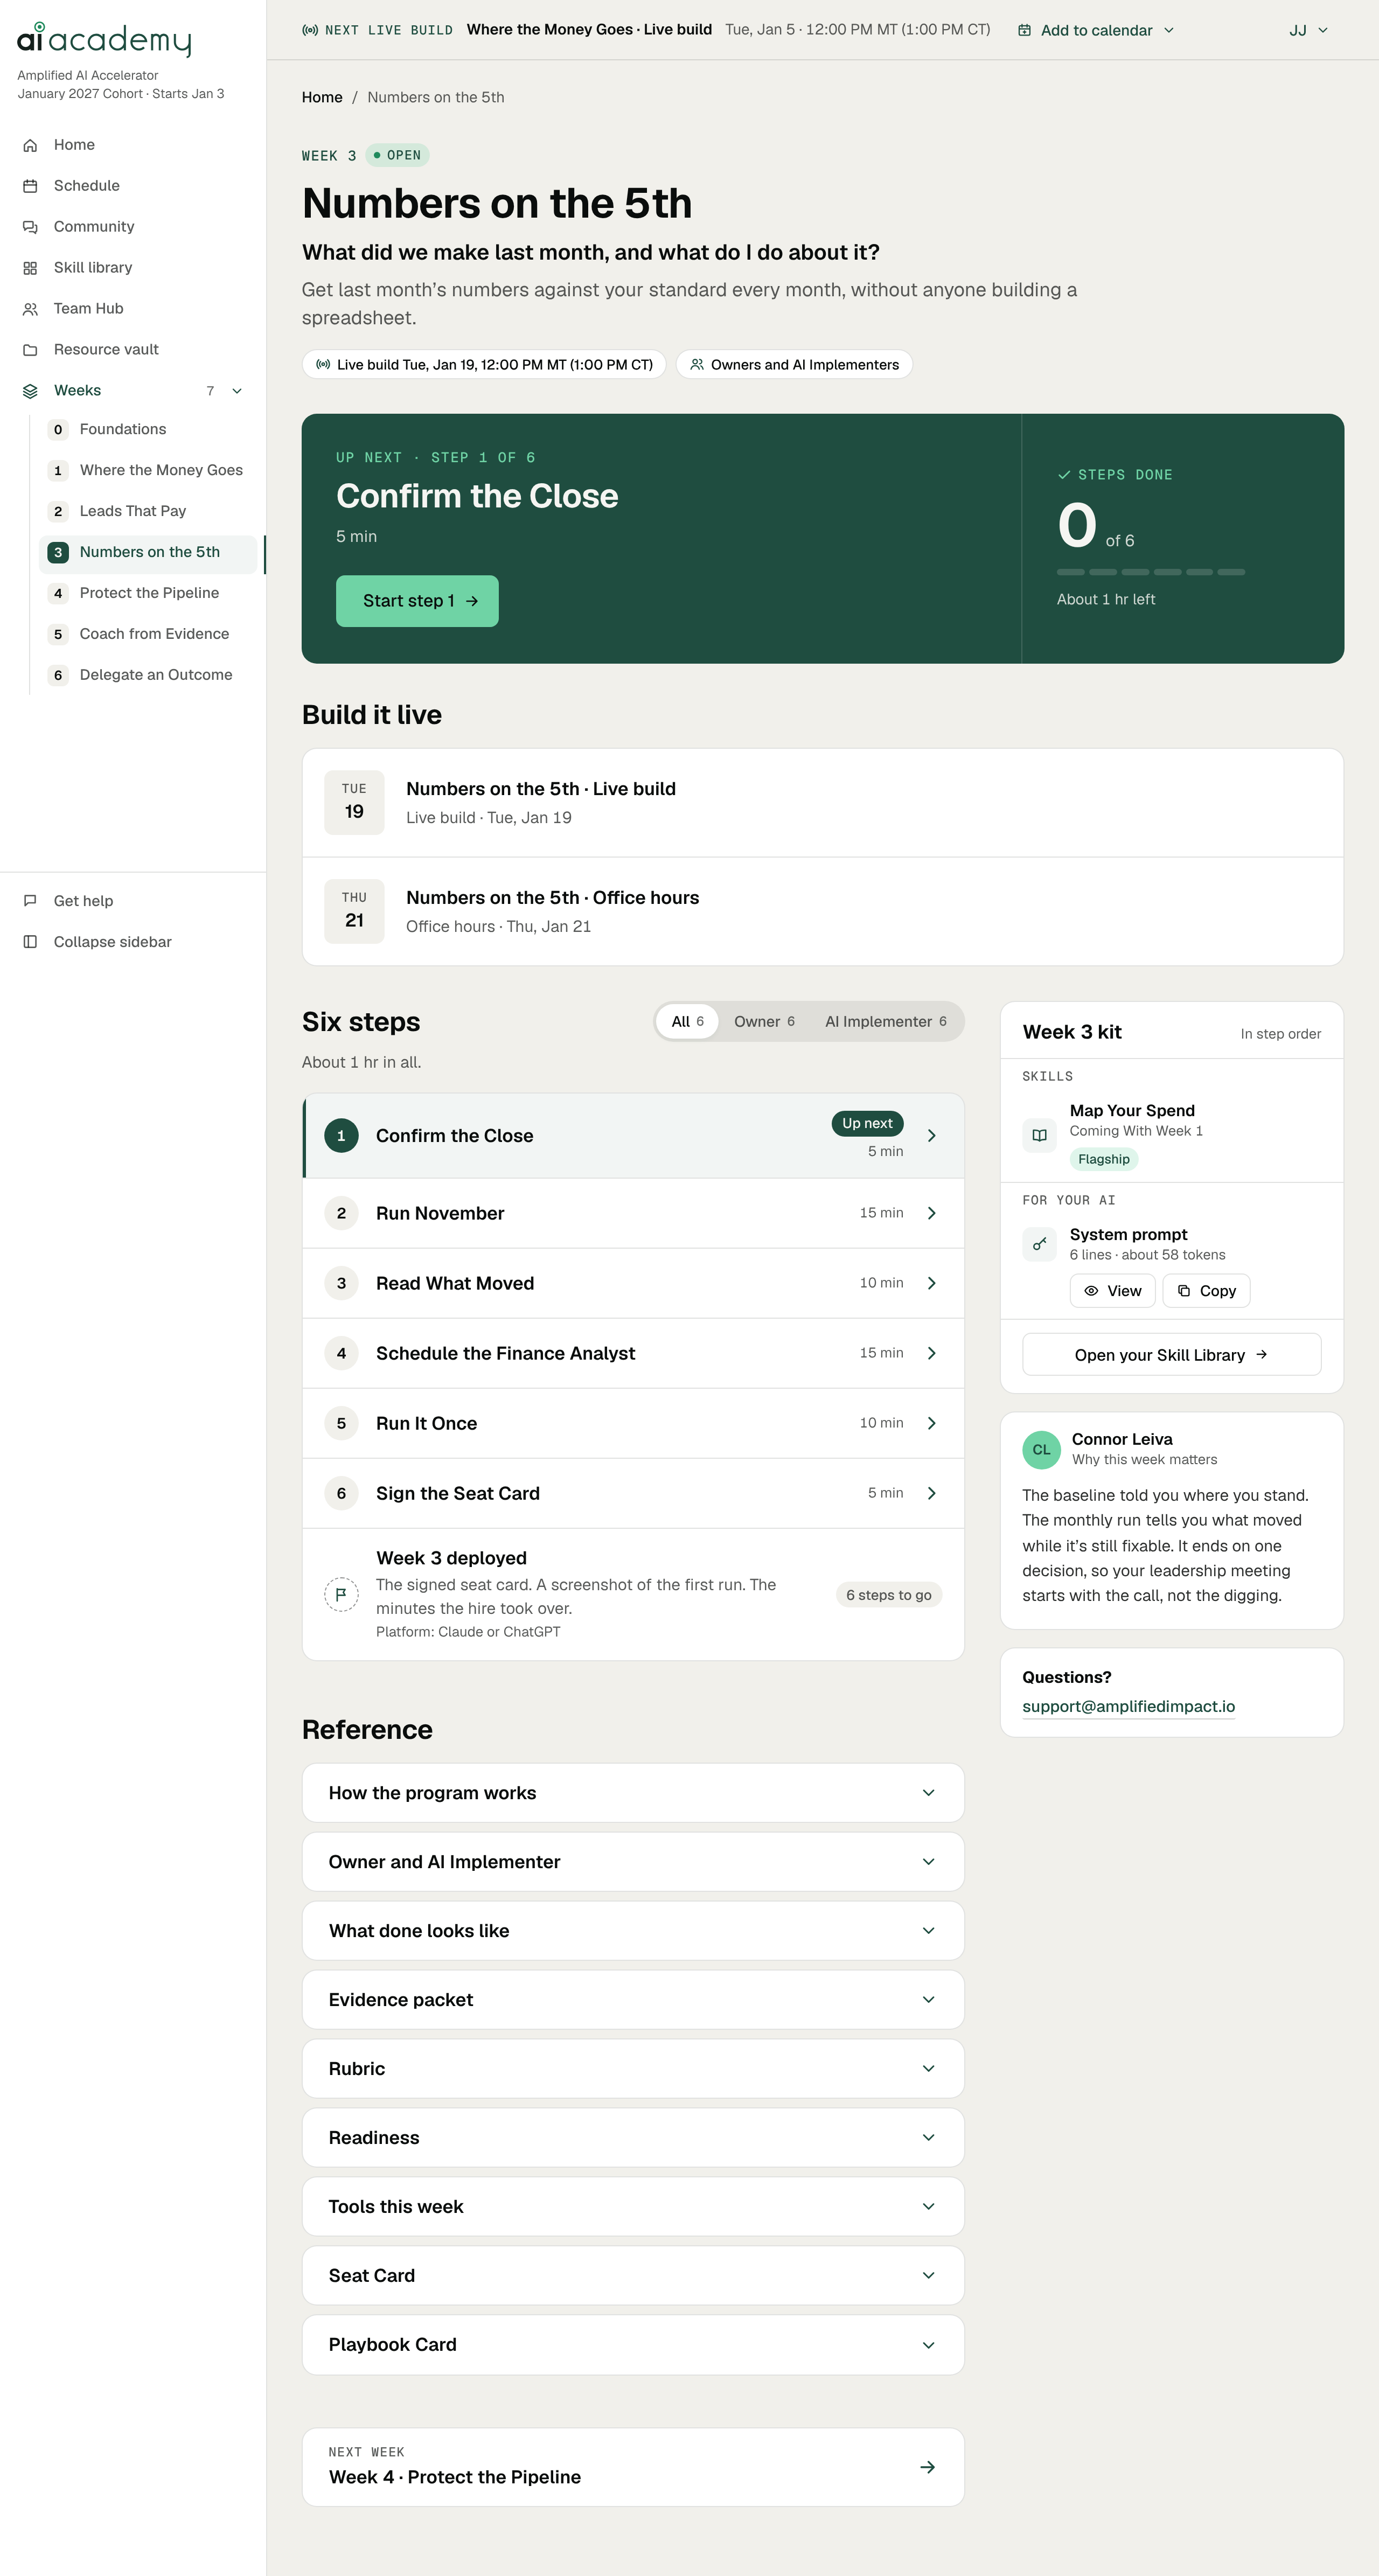 ai academy
Amplified AI Accelerator
January 2027 Cohort · Starts Jan 3
Home
Schedule
Community
Skill library
Team Hub
Resource vault
Weeks 7
0 Foundations
1 Where the Money Goes
2 Leads That Pay
3 Numbers on the 5th
4 Protect the Pipeline
5 Coach from Evidence
6 Delegate an Outcome
Get help
Collapse sidebar
NEXT LIVE BUILD Where the Money Goes · Live build Tue, Jan 5 · 12:00 PM MT (1:00 PM CT) Add to calendar JJ
Home / Numbers on the 5th
WEEK 3 OPEN
Numbers on the 5th
What did we make last month, and what do I do about it?
Get last month’s numbers against your standard every month, without anyone building a
spreadsheet.
Live build Tue, Jan 19, 12:00 PM MT (1:00 PM CT) Owners and AI Implementers
UP NEXT · STEP 1 OF 6
Confirm the Close
5 min
Start step 1 →
STEPS DONE
0 of 6
About 1 hr left
Build it live
TUE
19
Numbers on the 5th · Live build
Live build · Tue, Jan 19
THU
21
Numbers on the 5th · Office hours
Office hours · Thu, Jan 21
Six steps
All 6 Owner 6 AI Implementer 6
About 1 hr in all.
1 Confirm the Close Up next
5 min
2 Run November 15 min
3 Read What Moved 10 min
4 Schedule the Finance Analyst 15 min
5 Run It Once 10 min
6 Sign the Seat Card 5 min
Week 3 deployed
The signed seat card. A screenshot of the first run. The
minutes the hire took over.
Platform: Claude or ChatGPT
6 steps to go
Week 3 kit In step order
SKILLS
Map Your Spend
Coming With Week 1
Flagship
FOR YOUR AI
System prompt
6 lines · about 58 tokens
View Copy
Open your Skill Library →
CL Connor Leiva
Why this week matters
The baseline told you where you stand.
The monthly run tells you what moved
while it’s still fixable. It ends on one
decision, so your leadership meeting
starts with the call, not the digging.
Questions?
support@amplifiedimpact.io
Reference
How the program works
Owner and AI Implementer
What done looks like
Evidence packet
Rubric
Readiness
Tools this week
Seat Card
Playbook Card
NEXT WEEK
Week 4 · Protect the Pipeline →